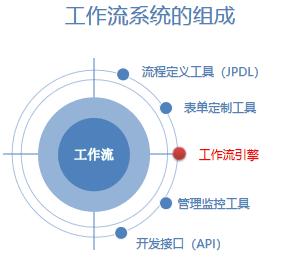 工作流系统的组成
流程定义工具（JPDL）
表单定制工具
工作流
工作流引擎
管理监控工具
开发接口（API）